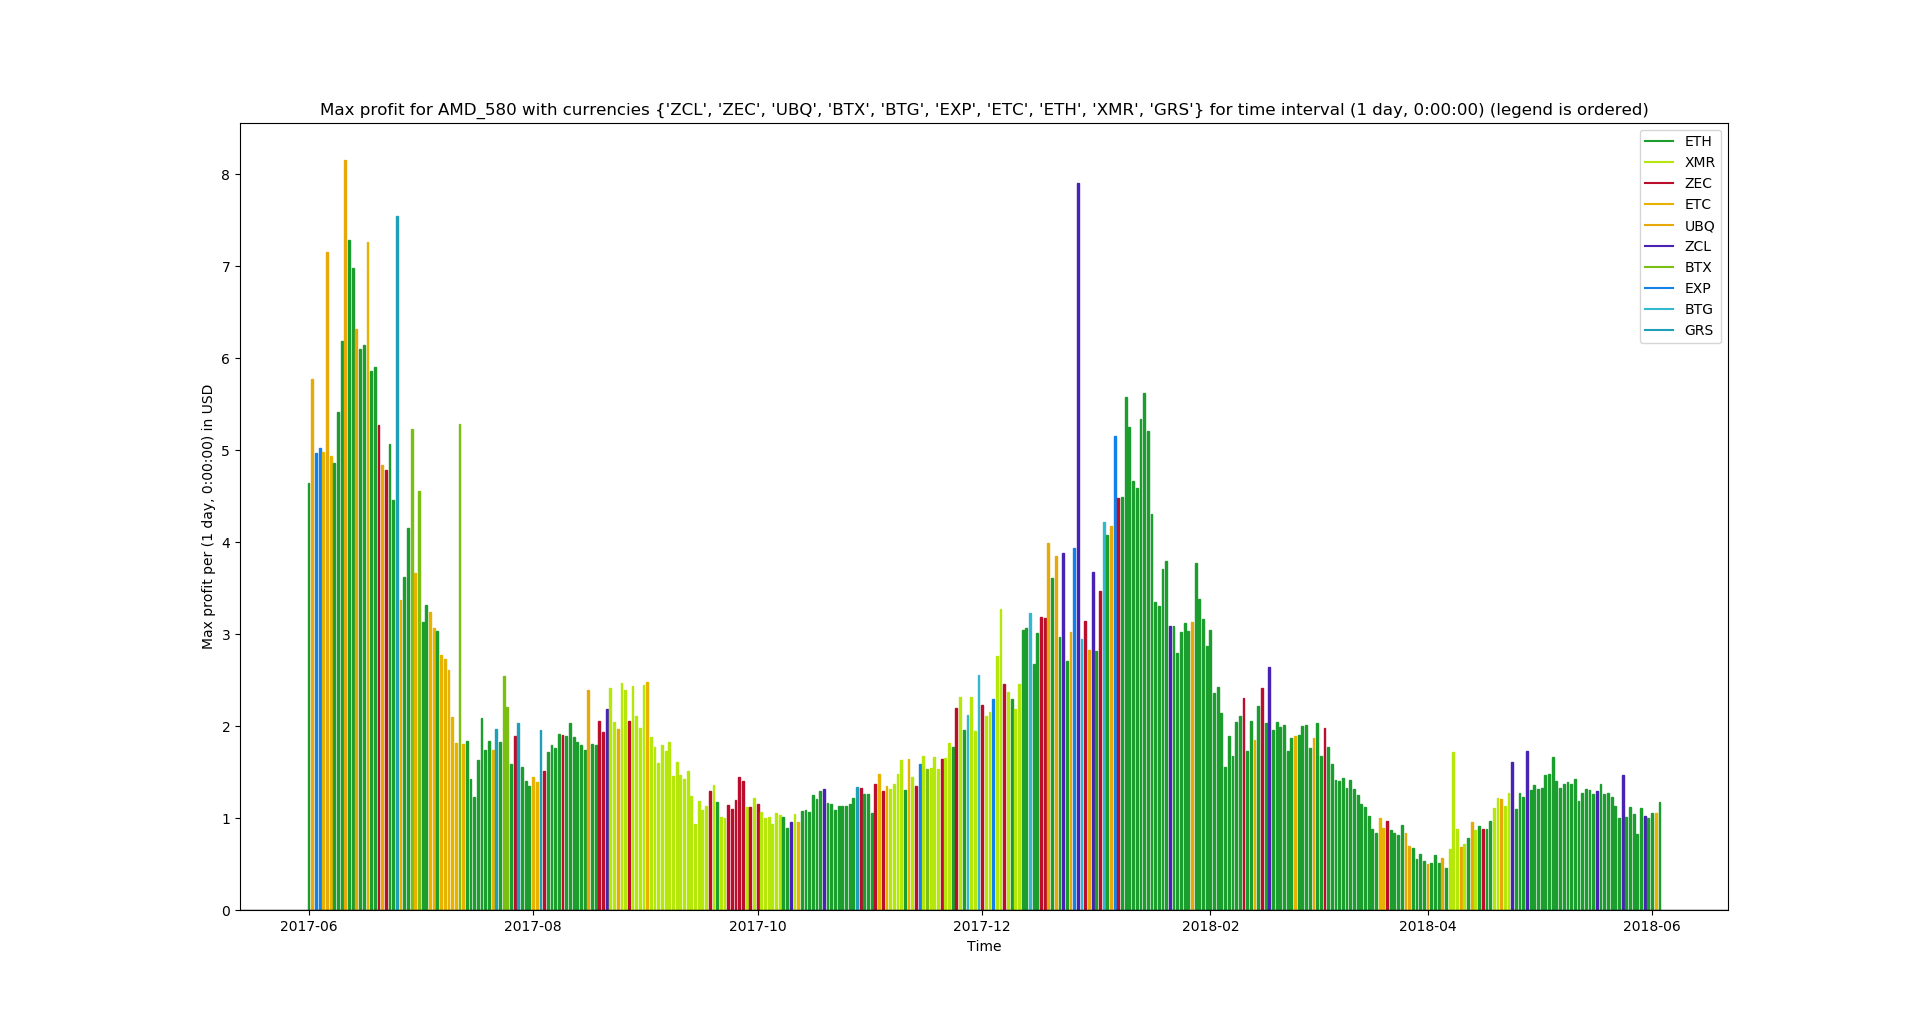 Max profit for AMD_580 with currencies {'ZCL', 'ZEC', 'UBQ', 'BTX', 'BTG', 'EXP', 'ETC', 'ETH', 'XMR', 'GRS'} for time interval (1 day, 0:00:00) (legend is ordered)
ETH
XMR
ZEC
ETC
UBQ
ZCL
BTX
EXP
BTG
GRS
Max profit per (1 day, 0:00:00) in USD
8
7
6
5
4
3
2
1
0
2017-06
2017-08
2017-10
2017-12
2018-02
2018-04
2018-06
Time